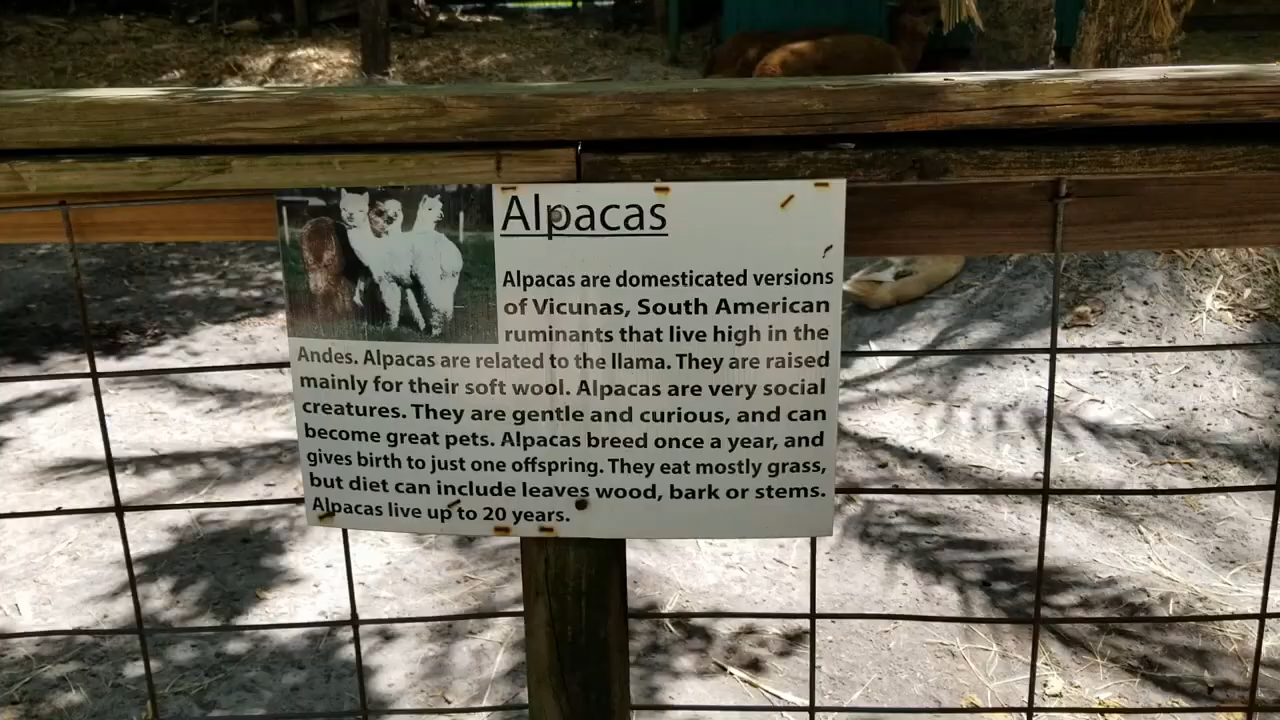 Alpacas
Alpacas are domesticated versions
of Vicunas, South American
ruminants that live high in the
Andes. Alpacas are related to the llama. They are raised
mainly for their soft wool. Alpacas are very social
creatures. They are gentle and curious, and can
become great pets. Alpacas breed once a year, and
gives birth to just one offspring. They eat mostly grass,
but diet can include leaves wood, bark or stems.
Alpacas live up to 20 years.